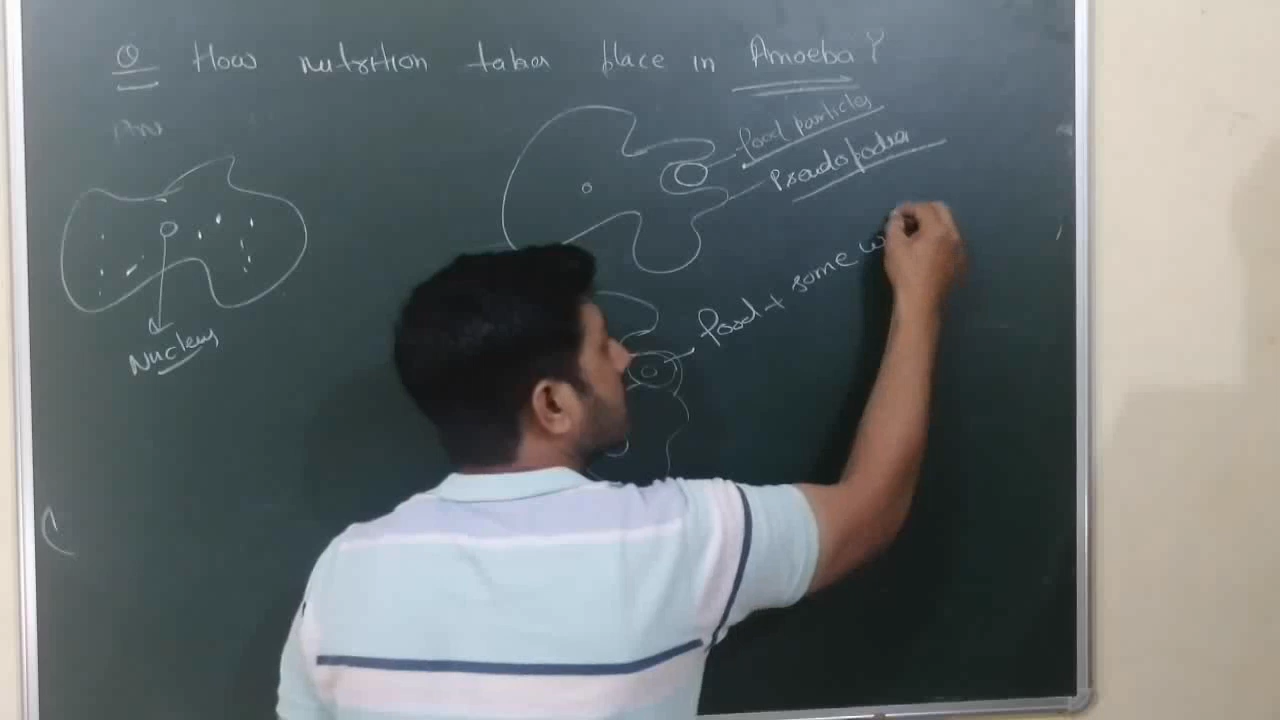 Q How nutrition takes place in Amoeba?
Ans
food particles
Pseudopodia
food + some
Nucleus